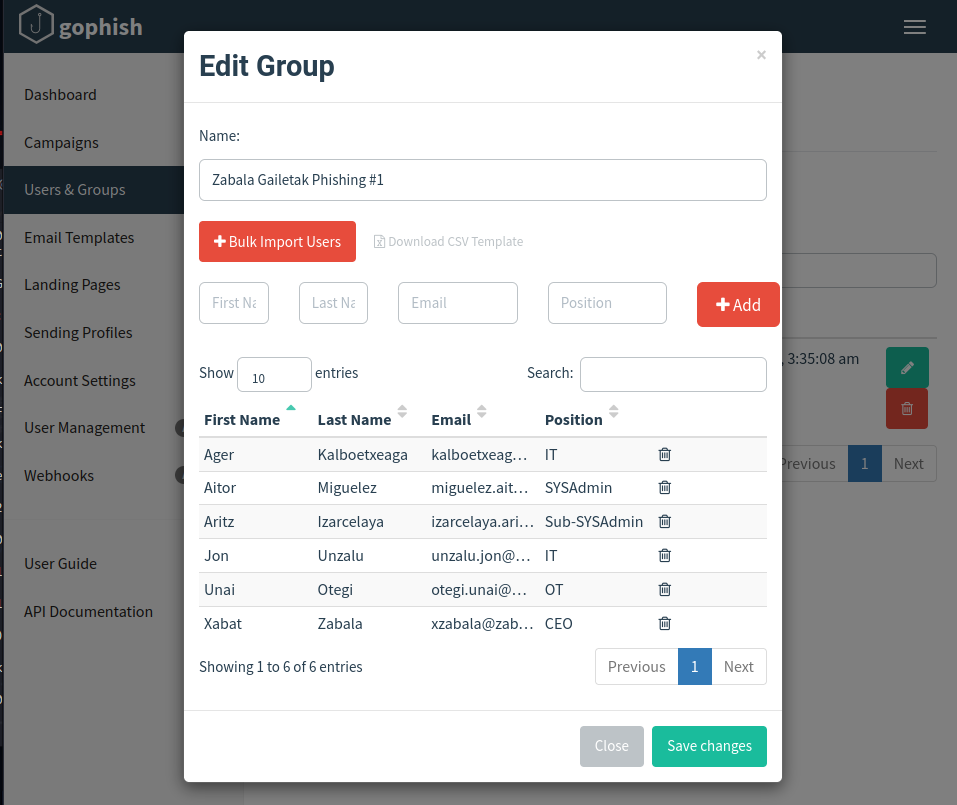 gophish
Edit Group
×
Dashboard
Campaigns
Users & Groups
Email Templates
Landing Pages
Sending Profiles
Account Settings
User Management
Webhooks
User Guide
API Documentation
Name:
Zabala Gailetak Phishing #1
Bulk Import Users Download CSV Template
First Na Last Na Email Position Add
Show 10 entries Search:
First Name Last Name Email Position
Ager Kalboetxeaga kalboetxeag... IT
Aitor Miguelez miguelez.ait... SYSAdmin
Aritz Izarcelaya izarcelaya.ari... Sub-SYSAdmin
Jon Unzalu unzalu.jon@... IT
Unai Otegi otegi.unai@... OT
Xabat Zabala xzabala@zab... CEO
Showing 1 to 6 of 6 entries Previous 1 Next
Close Save changes
, 3:35:08 am
Previous 1 Next